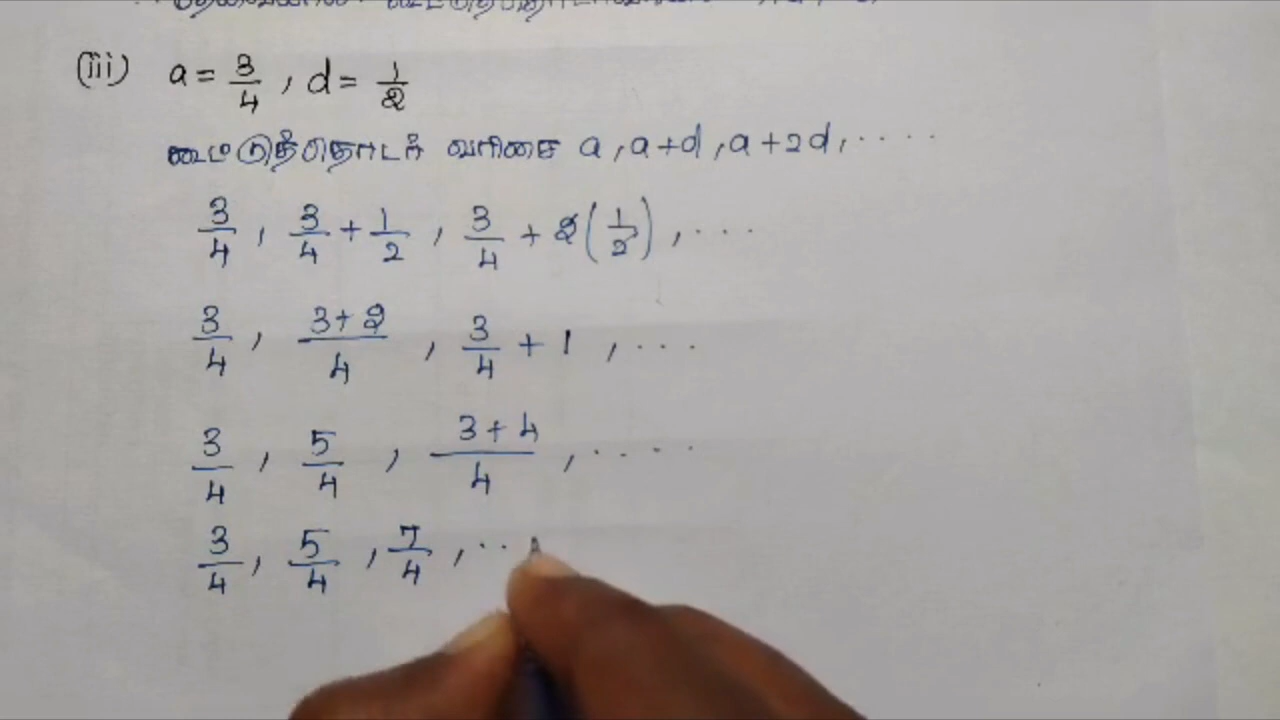 (iii) a = 3/4 , d = 1/2
கூட்டுத்தொடர் வரிசை a , a+d , a+2d , ....
3/4 , 3/4 + 1/2 , 3/4 + 2(1/2) , ....
3/4 , 3+2/4 , 3/4 + 1 , ....
3/4 , 5/4 , 3+4/4 , ....
3/4 , 5/4 , 7/4 , ...